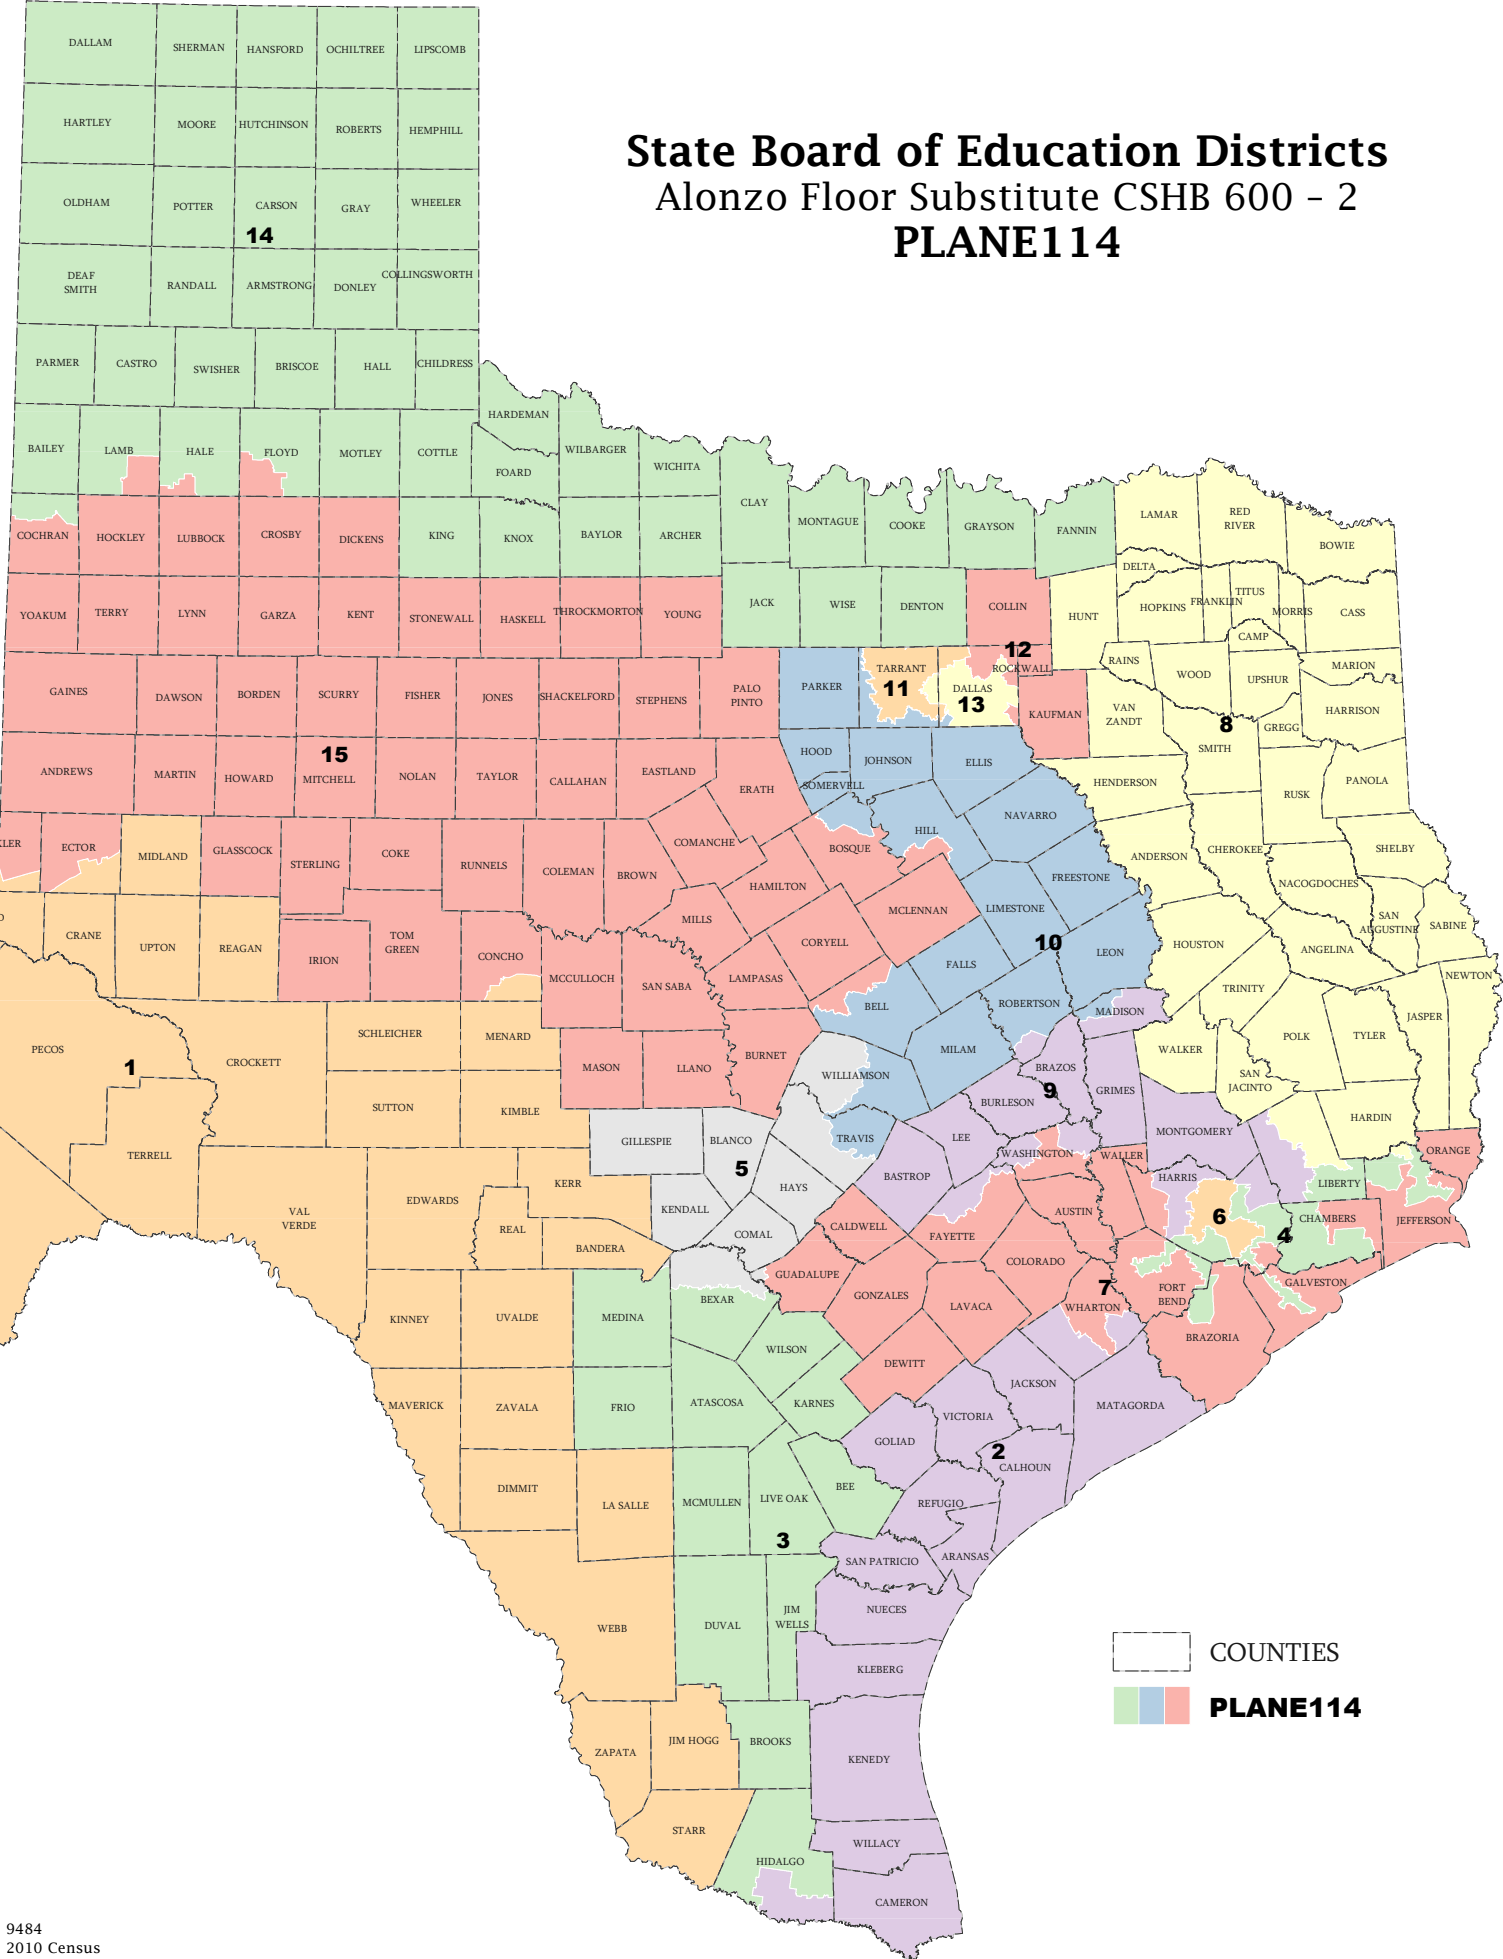 State Board of Education Districts
Alonzo Floor Substitute CSHB 600 – 2
PLANE114
DALLAM
SHERMAN
HANSFORD
OCHILTREE
LIPSCOMB
HARTLEY
MOORE
HUTCHINSON
ROBERTS
HEMPHILL
OLDHAM
POTTER
CARSON
GRAY
WHEELER
14
DEAF
SMITH
RANDALL
ARMSTRONG
DONLEY
COLLINGSWORTH
PARMER
CASTRO
SWISHER
BRISCOE
HALL
CHILDRESS
HARDEMAN
BAILEY
LAMB
HALE
FLOYD
MOTLEY
COTTLE
FOARD
WILBARGER
WICHITA
CLAY
MONTAGUE
COOKE
GRAYSON
FANNIN
LAMAR
RED
RIVER
BOWIE
COCHRAN
HOCKLEY
LUBBOCK
CROSBY
DICKENS
KING
KNOX
BAYLOR
ARCHER
DELTA
HOPKINS
FRANKLIN
TITUS
MORRIS
CASS
YOAKUM
TERRY
LYNN
GARZA
KENT
STONEWALL
HASKELL
THROCKMORTON
YOUNG
JACK
WISE
DENTON
COLLIN
HUNT
CAMP
12
ROCKWALL
RAINS
WOOD
UPSHUR
MARION
GAINES
DAWSON
BORDEN
SCURRY
FISHER
JONES
SHACKELFORD
STEPHENS
PALO
PINTO
PARKER
TARRANT
11
DALLAS
13
KAUFMAN
VAN
ZANDT
8
SMITH
GREGG
HARRISON
ANDREWS
MARTIN
HOWARD
15
MITCHELL
NOLAN
TAYLOR
CALLAHAN
EASTLAND
ERATH
HOOD
SOMERVELL
JOHNSON
ELLIS
HENDERSON
RUSK
PANOLA
KLER
ECTOR
MIDLAND
GLASSCOCK
STERLING
COKE
RUNNELS
COLEMAN
BROWN
COMANCHE
BOSQUE
HILL
NAVARRO
ANDERSON
CHEROKEE
SHELBY
HAMILTON
FREESTONE
NACOGDOCHES
O
CRANE
UPTON
REAGAN
IRION
TOM
GREEN
CONCHO
MCCULLOCH
MILLS
SAN SABA
LAMPASAS
CORYELL
MCLENNAN
LIMESTONE
10
FALLS
LEON
HOUSTON
ANGELINA
SAN
AUGUSTINE
SABINE
NEWTON
PECOS
1
CROCKETT
SCHLEICHER
MENARD
MASON
LLANO
BURNET
BELL
ROBERTSON
MADISON
TRINITY
POLK
TYLER
JASPER
SUTTON
KIMBLE
WILLIAMSON
MILAM
BRAZOS
9
GRIMES
WALKER
SAN
JACINTO
HARDIN
TERRELL
GILLESPIE
BLANCO
5
TRAVIS
LEE
BURLESON
WASHINGTON
WALLER
MONTGOMERY
ORANGE
VAL
VERDE
EDWARDS
REAL
KERR
BANDERA
KENDALL
HAYS
COMAL
BASTROP
CALDWELL
FAYETTE
AUSTIN
HARRIS
6
4
LIBERTY
CHAMBERS
JEFFERSON
KINNEY
UVALDE
MEDINA
BEXAR
GUADALUPE
GONZALES
LAVACA
COLORADO
7
WHARTON
FORT
BEND
GALVESTON
BRAZORIA
WILSON
DEWITT
MAVERICK
ZAVALA
FRIO
ATASCOSA
KARNES
GOLIAD
VICTORIA
JACKSON
MATAGORDA
2
CALHOUN
DIMMIT
LA SALLE
MCMULLEN
LIVE OAK
BEE
REFUGIO
3
SAN PATRICIO
ARANSAS
WEBB
DUVAL
JIM
WELLS
NUECES
KLEBERG
ZAPATA
JIM HOGG
BROOKS
KENEDY
STARR
HIDALGO
WILLACY
CAMERON
COUNTIES
PLANE114
9484
2010 Census